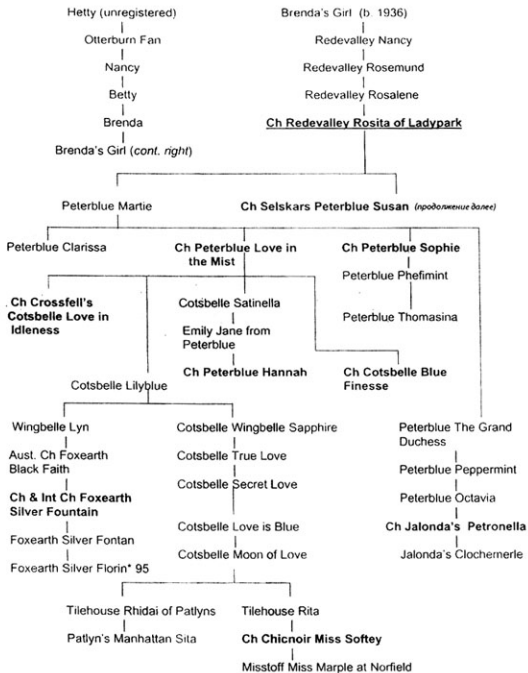 Hetty (unregistered)
Otterburn Fan
Nancy
Betty
Brenda
Brenda's Girl (cont. right)
Brenda's Girl (b. 1936)
Redevalley Nancy
Redevalley Rosemund
Redevalley Rosalene
Ch Redevalley Rosita of Ladypark
Peterblue Martie
Ch Selskars Peterblue Susan (продолжение далее)
Peterblue Clarissa
Ch Peterblue Love in
the Mist
Ch Peterblue Sophie
Peterblue Phefimint
Peterblue Thomasina
Ch Crossfell's
Cotsbelle Love in
Idleness
Cotsbelle Satinella
Emily Jane from
Peterblue
Ch Peterblue Hannah
Ch Cotsbelle Blue
Finesse
Cotsbelle Lilyblue
Wingbelle Lyn
Aust. Ch Foxearth
Black Faith
Ch & Int Ch Foxearth
Silver Fountain
Foxearth Silver Fontan
Foxearth Silver Florin* 95
Cotsbelle Wingbelle Sapphire
Cotsbelle True Love
Cotsbelle Secret Love
Cotsbelle Love is Blue
Cotsbelle Moon of Love
Peterblue The Grand
Duchess
Peterblue Peppermint
Peterblue Octavia
Ch Jalonda's Petronella
Jalonda's Clochemerle
Tilehouse Rhidai of Patlyns
Patlyn's Manhattan Sita
Tilehouse Rita
Ch Chicnoir Miss Softey
Misstoff Miss Marple at Norfield